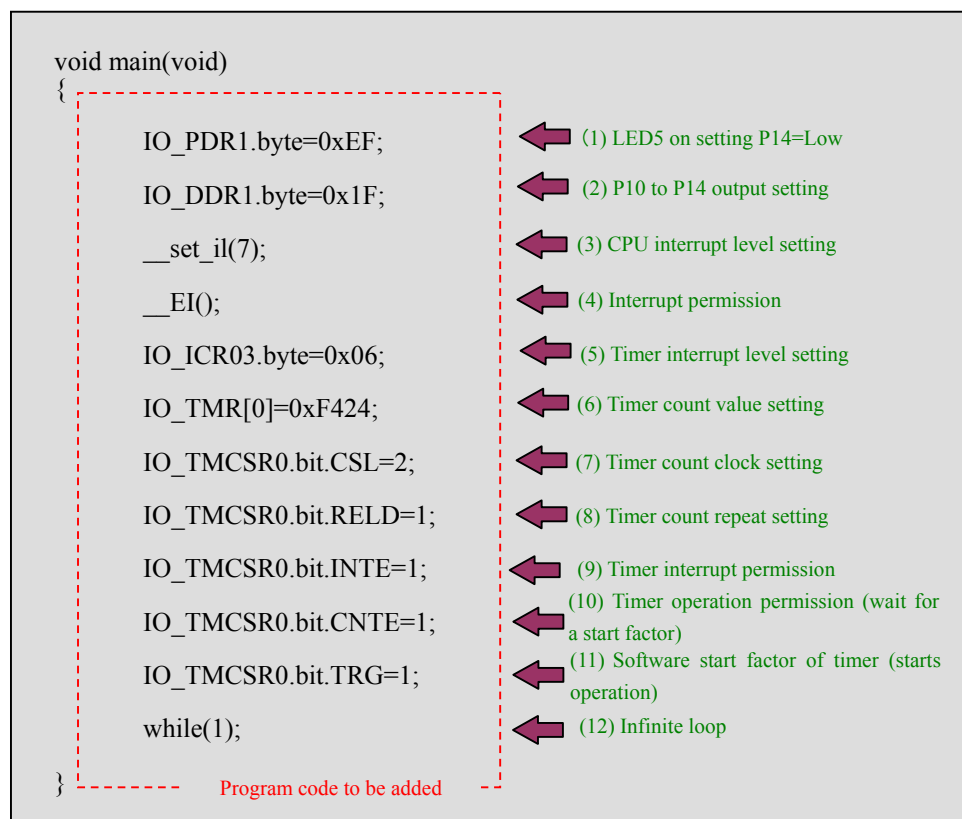 void main(void)
{
IO_PDR1.byte=0xEF;
(1) LED5 on setting P14=Low
IO_DDR1.byte=0x1F;
(2) P10 to P14 output setting
__set_il(7);
(3) CPU interrupt level setting
__EI();
(4) Interrupt permission
IO_ICR03.byte=0x06;
(5) Timer interrupt level setting
IO_TMR[0]=0xF424;
(6) Timer count value setting
IO_TMCSR0.bit.CSL=2;
(7) Timer count clock setting
IO_TMCSR0.bit.RELD=1;
(8) Timer count repeat setting
IO_TMCSR0.bit.INTE=1;
(9) Timer interrupt permission
IO_TMCSR0.bit.CNTE=1;
(10) Timer operation permission (wait for
a start factor)
IO_TMCSR0.bit.TRG=1;
(11) Software start factor of timer (starts
operation)
while(1);
(12) Infinite loop
}
Program code to be added